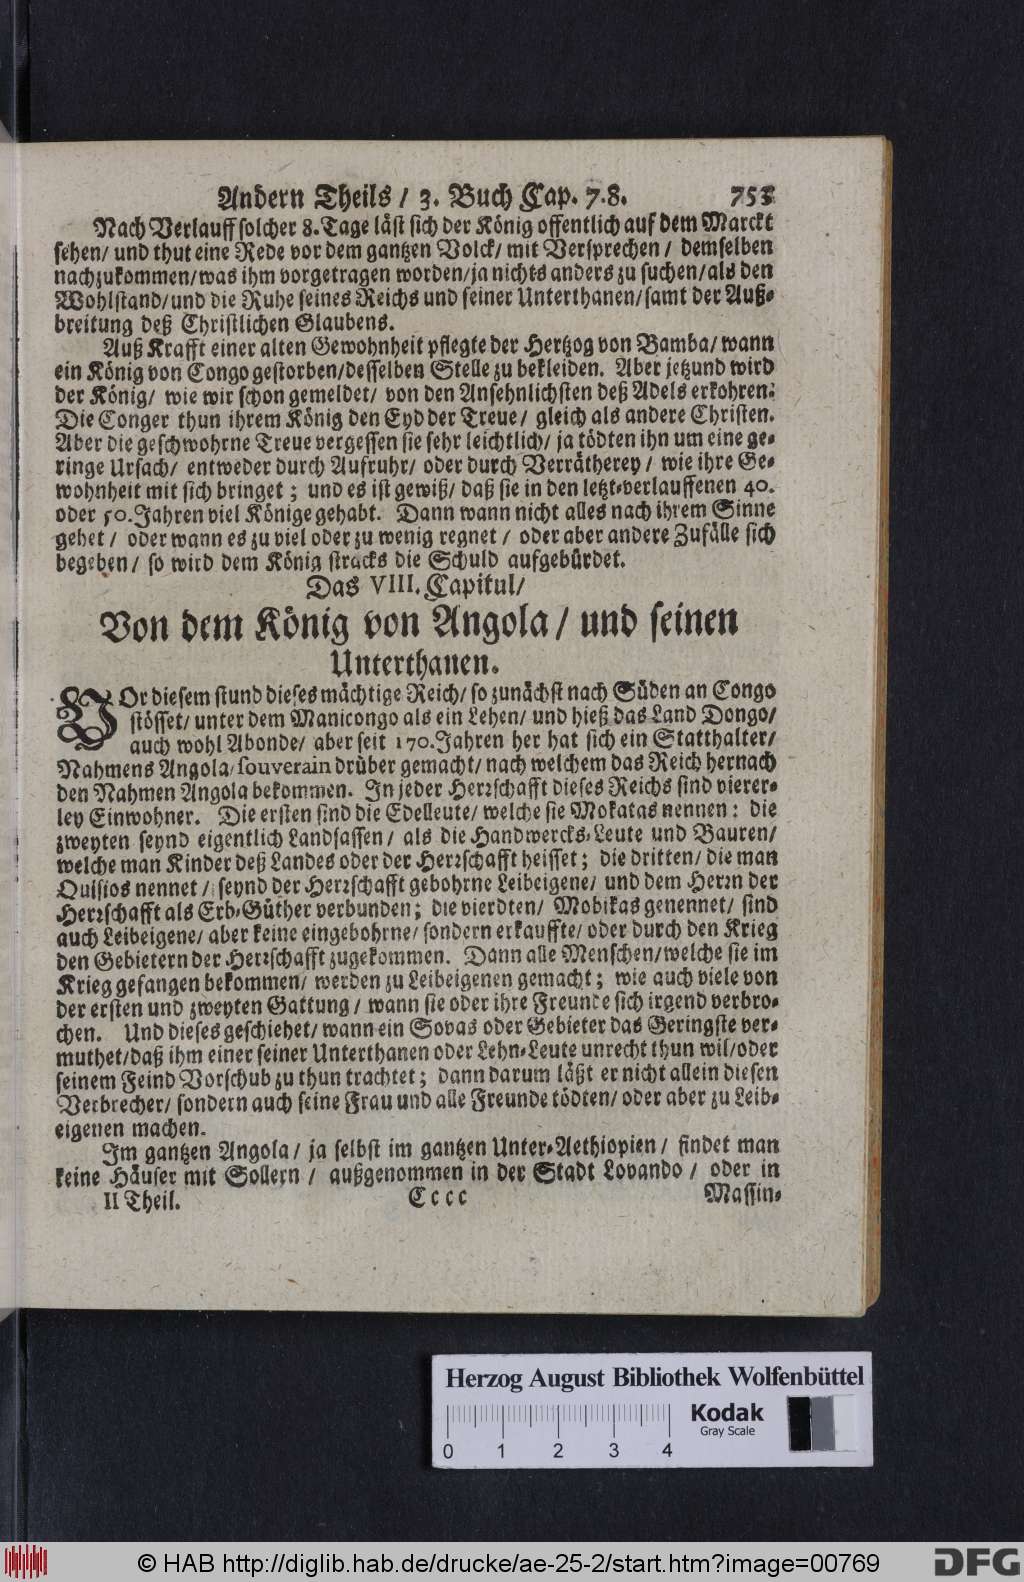 Andern Theils / 3. Buch Cap. 7.8. 753
Nach Verlauff solcher 8. Tage läst sich der König offentlich auf dem Marckt
sehen/ und thut eine Rede vor dem gantzen Volck/ mit Versprechen / demselben
nachzukommen/was ihm vorgetragen worden/ja nichts anders zu suchen/als den
Wohlstand/und die Ruhe seines Reichs und seiner Unterthanen/samt der Auß-
breitung deß Christlichen Glaubens.
Auß Krafft einer alten Gewohnheit pflegte der Hertzog von Bamba/ wann
ein König von Congo gestorben/desselben Stelle zu bekleiden. Aber jetzund wird
der König/ wie wir schon gemeldet/ von den Ansehnlichsten deß Adels erkohren:
Die Conger thun ihrem König den Eyd der Treue/ gleich als andere Christen.
Aber die geschwohrne Treue vergessen sie sehr leichtlich/ ja tödten ihn um eine ge-
ringe Ursach/ entweder durch Aufruhr/ oder durch Verrätherey / wie ihre Ge-
wohnheit mit sich bringet ; und es ist gewiß/ daß sie in den letzt-verlauffenen 40.
oder 50. Jahren viel Könige gehabt. Dann wann nicht alles nach ihrem Sinne
gehet / oder wann es zu viel oder zu wenig regnet / oder aber andere Zufälle sich
begeben/ so wird dem König stracks die Schuld aufgebürdet.
Das VIII. Capitul/
Von dem König von Angola / und seinen
Unterthanen.
VOr diesem stund dieses mächtige Reich/ so zunächst nach Süden an Congo
stösset/ unter dem Manicongo als ein Lehen/ und hieß das Land Dongo/
auch wohl Abonde/ aber seit 170. Jahren her hat sich ein Statthalter/
Nahmens Angola/ souverain drüber gemacht/ nach welchem das Reich hernach
den Nahmen Angola bekommen. In jeder Herrschafft dieses Reichs sind vierer-
ley Einwohner. Die ersten sind die Edelleute/ welche sie Mokatas nennen: die
zweyten seynd eigentlich Landsassen/ als die Handwercks-Leute und Bauren/
welche man Kinder deß Landes oder der Herrschafft heisset ; die dritten/ die man
Quisios nennet / seynd der Herrschafft gebohrne Leibeigene/ und dem Herrn der
Herrschafft als Erb-Güther verbunden ; die vierdten/ Mobikas genennet/ sind
auch Leibeigene/ aber keine eingebohrne/ sondern erkauffte/ oder durch den Krieg
den Gebietern der Herrschafft zugekommen. Dann alle Menschen/welche sie im
Krieg gefangen bekommen/ werden zu Leibeigenen gemacht ; wie auch viele von
der ersten und zweyten Gattung / wann sie oder ihre Freunde sich irgend verbro-
chen. Und dieses geschiehet/ wann ein Sovas oder Gebieter das Geringste ver-
muthet/daß ihm einer seiner Unterthanen oder Lehn-Leute unrecht thun wil/oder
seinem Feind Vorschub zu thun trachtet ; dann darum läßt er nicht allein diesen
Verbrecher/ sondern auch seine Frau und alle Freunde tödten/ oder aber zu Leib-
eigenen machen.
Im gantzen Angola / ja selbst im gantzen Unter-Aethiopien / findet man
keine Häuser mit Sollern / außgenommen in der Stadt Lovando / oder in
II Theil. Cccc Massin-
Herzog August Bibliothek Wolfenbüttel
Kodak
Gray Scale
0 1 2 3 4
© HAB http://diglib.hab.de/drucke/ae-25-2/start.htm?image=00769
DFG